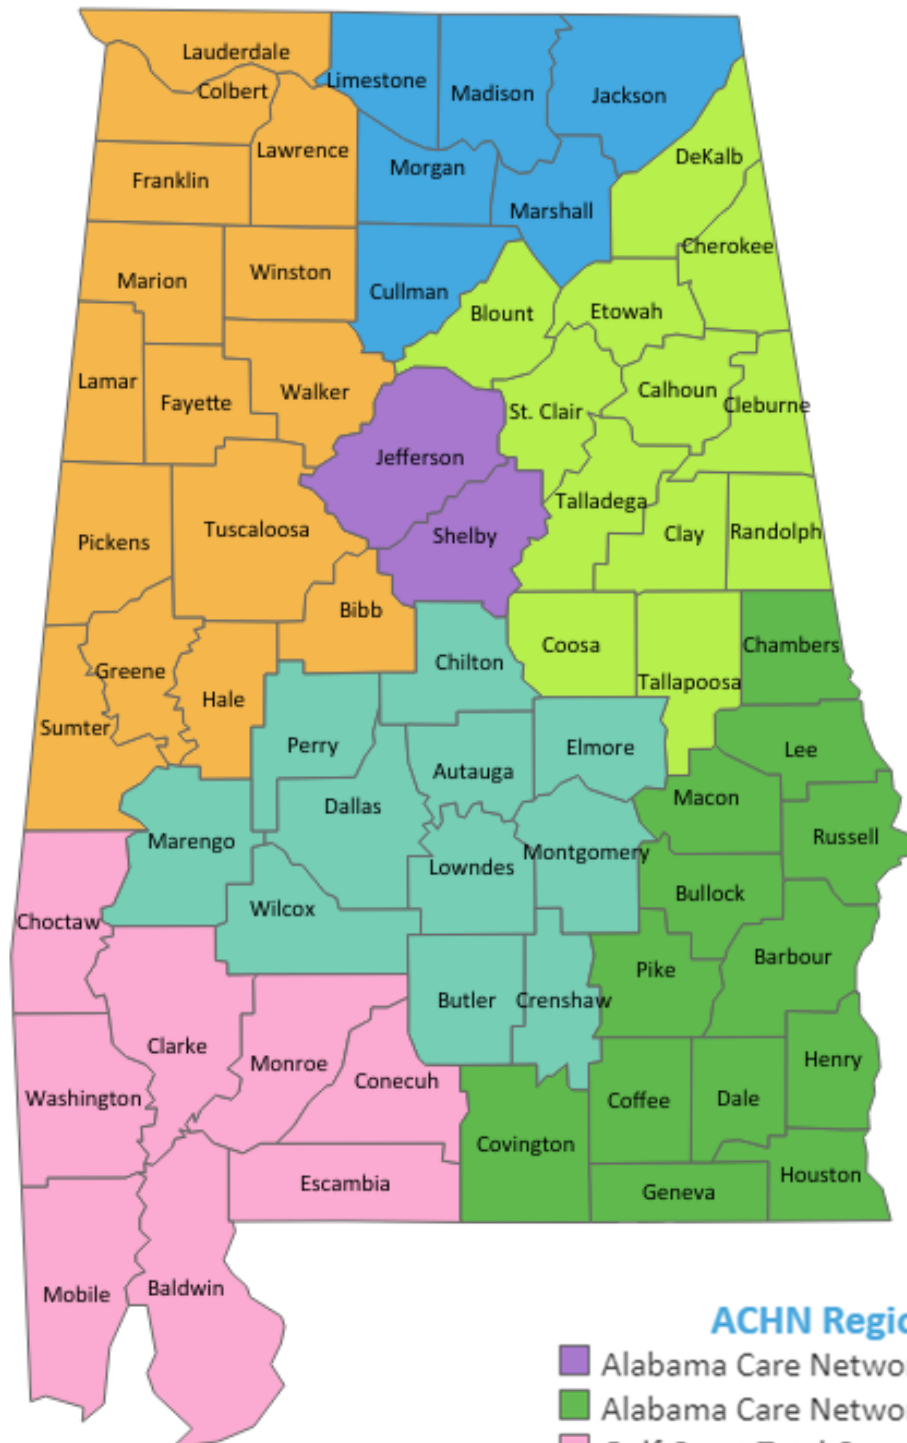 Lauderdale
Limestone
Madison
Jackson
Colbert
Lawrence
DeKalb
Franklin
Morgan
Marshall
Cherokee
Marion
Winston
Cullman
Blount
Etowah
Lamar
Fayette
Walker
St. Clair
Calhoun
Cleburne
Jefferson
Pickens
Tuscaloosa
Shelby
Talladega
Clay
Randolph
Bibb
Coosa
Chambers
Greene
Chilton
Tallapoosa
Hale
Sumter
Perry
Elmore
Lee
Autauga
Dallas
Macon
Marengo
Lowndes
Montgomery
Russell
Bullock
Choctaw
Wilcox
Barbour
Pike
Butler
Crenshaw
Clarke
Monroe
Henry
Conecuh
Washington
Coffee
Dale
Covington
Escambia
Geneva
Houston
Mobile
Baldwin
ACHN
Alabama Care
Alabama Care